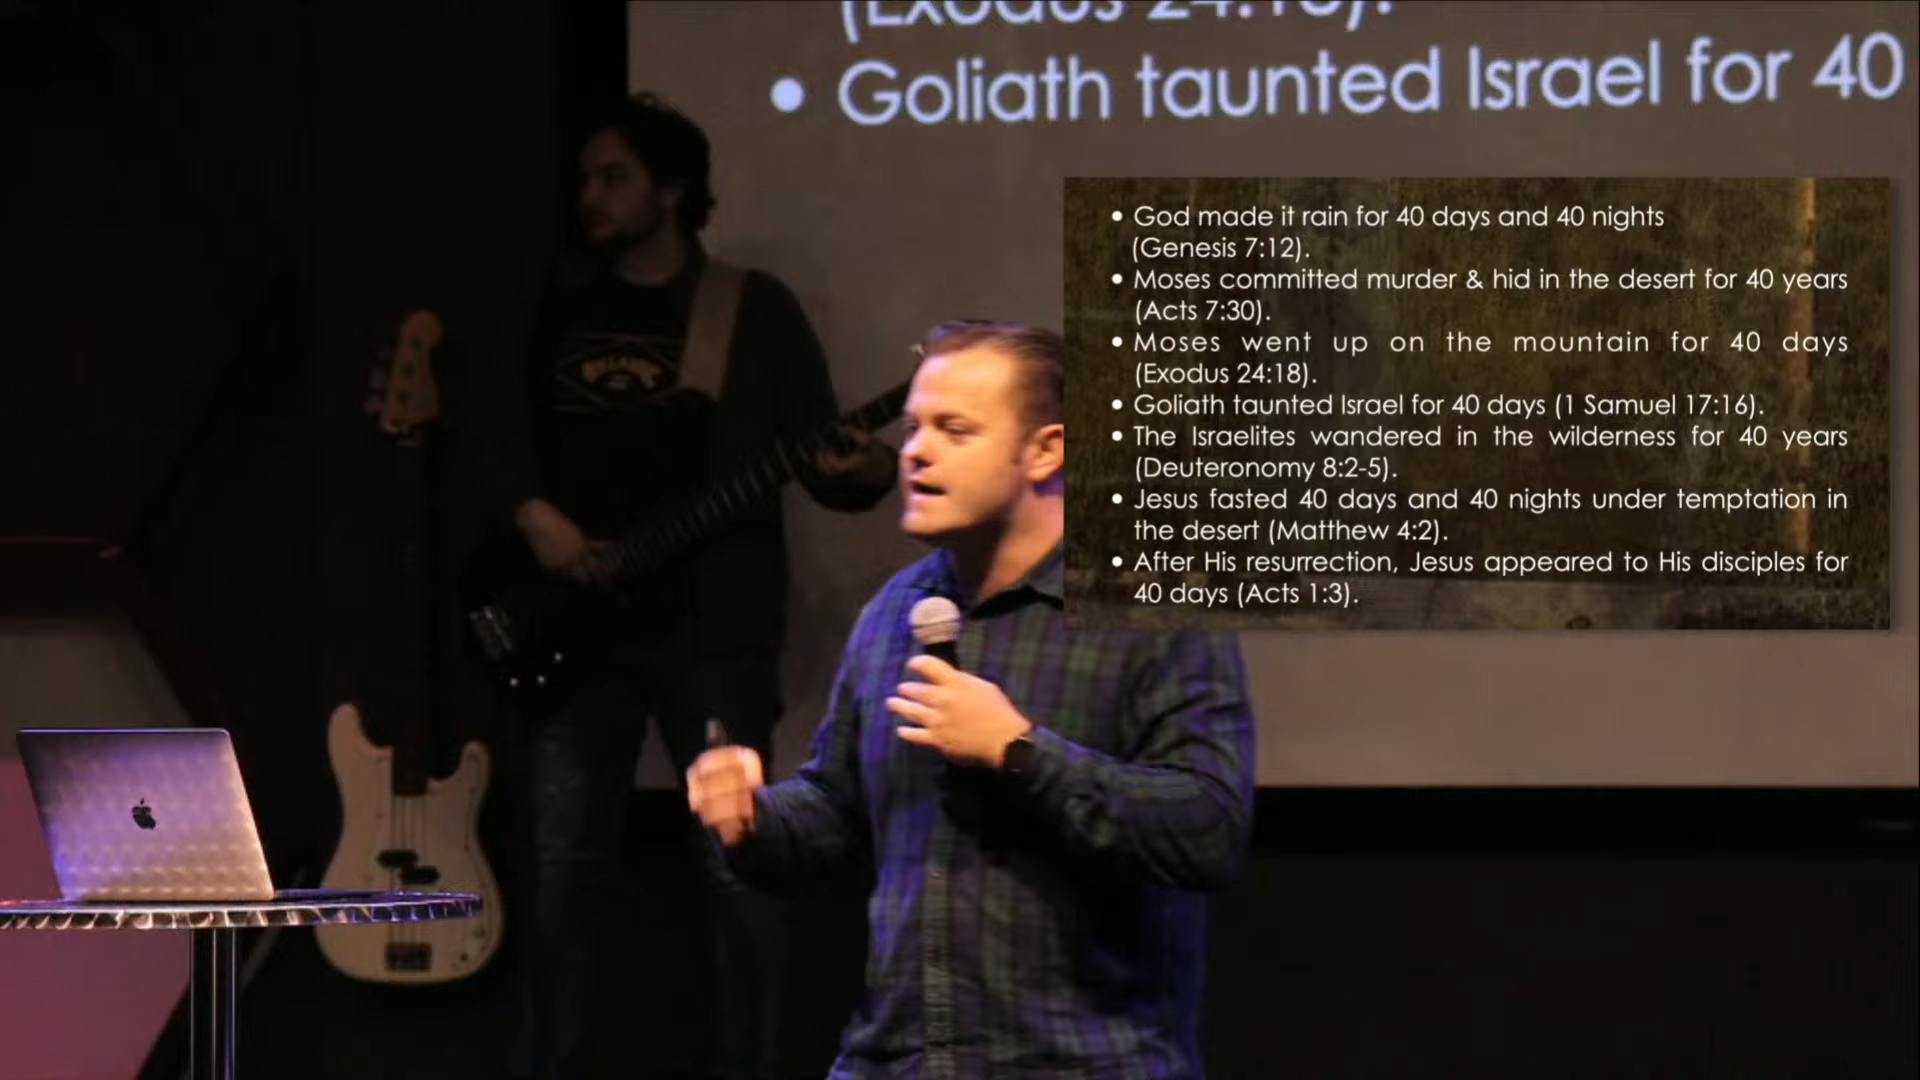 (Exodus 24:18).
• Goliath taunted Israel for 40
• God made it rain for 40 days and 40 nights
(Genesis 7:12).
• Moses committed murder & hid in the desert for 40 years
(Acts 7:30).
• Moses went up on the mountain for 40 days
(Exodus 24:18).
• Goliath taunted Israel for 40 days (1 Samuel 17:16).
• The Israelites wandered in the wilderness for 40 years
(Deuteronomy 8:2-5).
• Jesus fasted 40 days and 40 nights under temptation in
the desert (Matthew 4:2).
• After His resurrection, Jesus appeared to His disciples for
40 days (Acts 1:3).